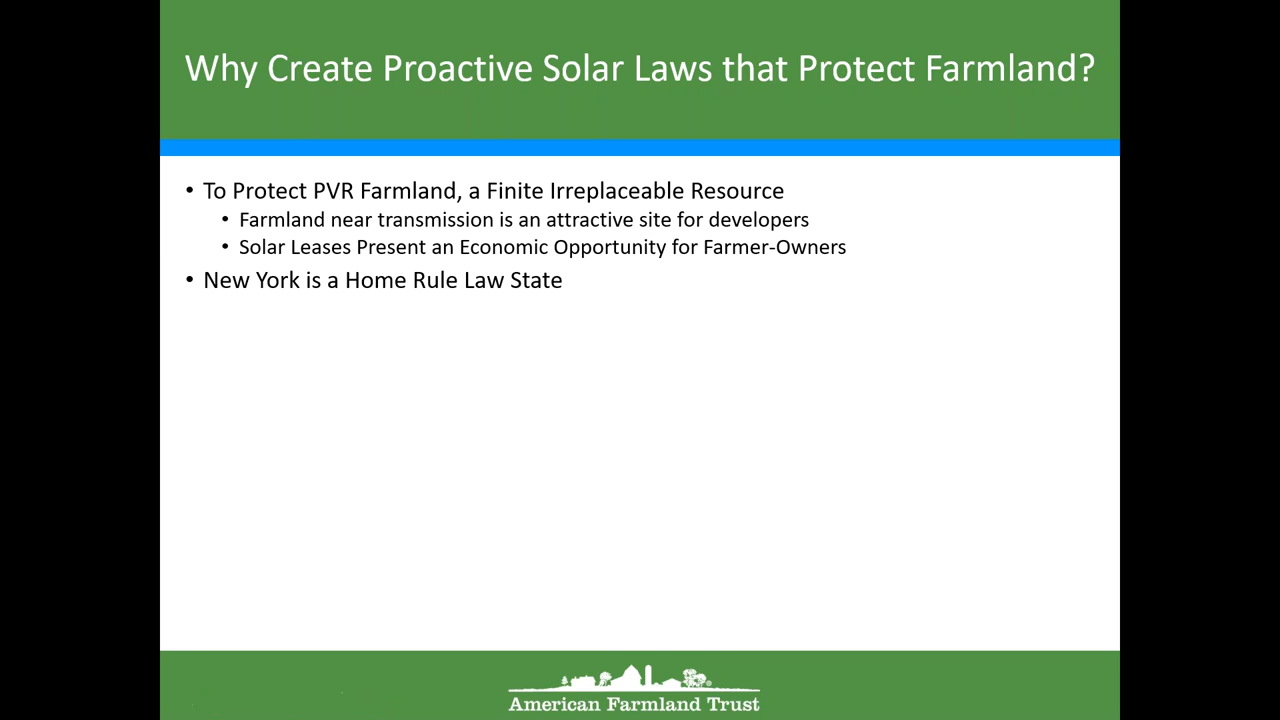 Why Create Proactive Solar Laws that Protect Farmland?
• To Protect PVR Farmland, a Finite Irreplaceable Resource
• Farmland near transmission is an attractive site for developers
• Solar Leases Present an Economic Opportunity for Farmer-Owners
• New York is a Home Rule Law State
American Farmland Trust